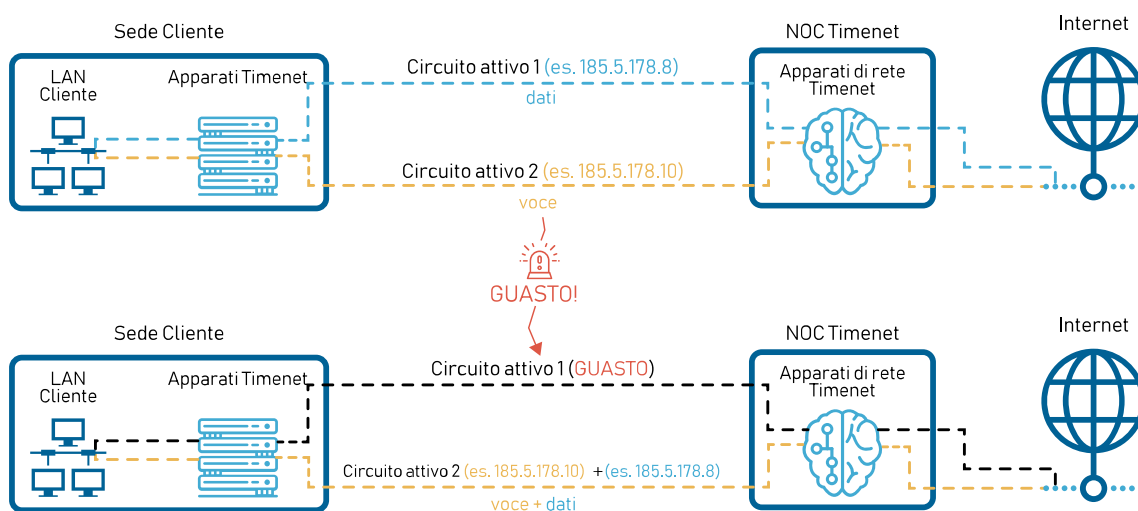 Sede Cliente
NOC Timenet
Internet
LAN
Cliente
Apparati Timenet
Circuito attivo 1 (es. 185.5.178.8)
dati
Apparati di rete
Timenet
Circuito attivo 2 (es. 185.5.178.10)
voce
GUASTO!
Sede Cliente
NOC Timenet
Internet
LAN
Cliente
Apparati Timenet
Circuito attivo 1 (GUASTO)
Apparati di rete
Timenet
Circuito attivo 2 (es. 185.5.178.10) +(es. 185.5.178.8)
voce + dati